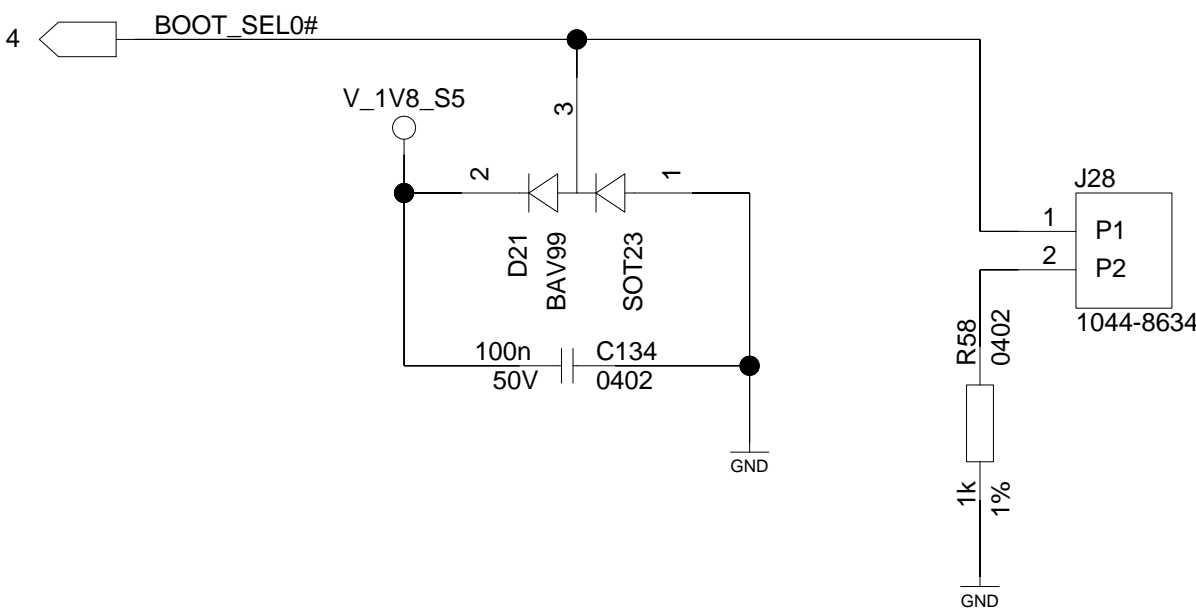 4
BOOT_SEL0#
V_1V8_S5
3
2
1
D21
BAV99
SOT23
100n
50V
C134
0402
GND
J28
1
P1
2
P2
1044-8634
R58
0402
1k
1%
GND